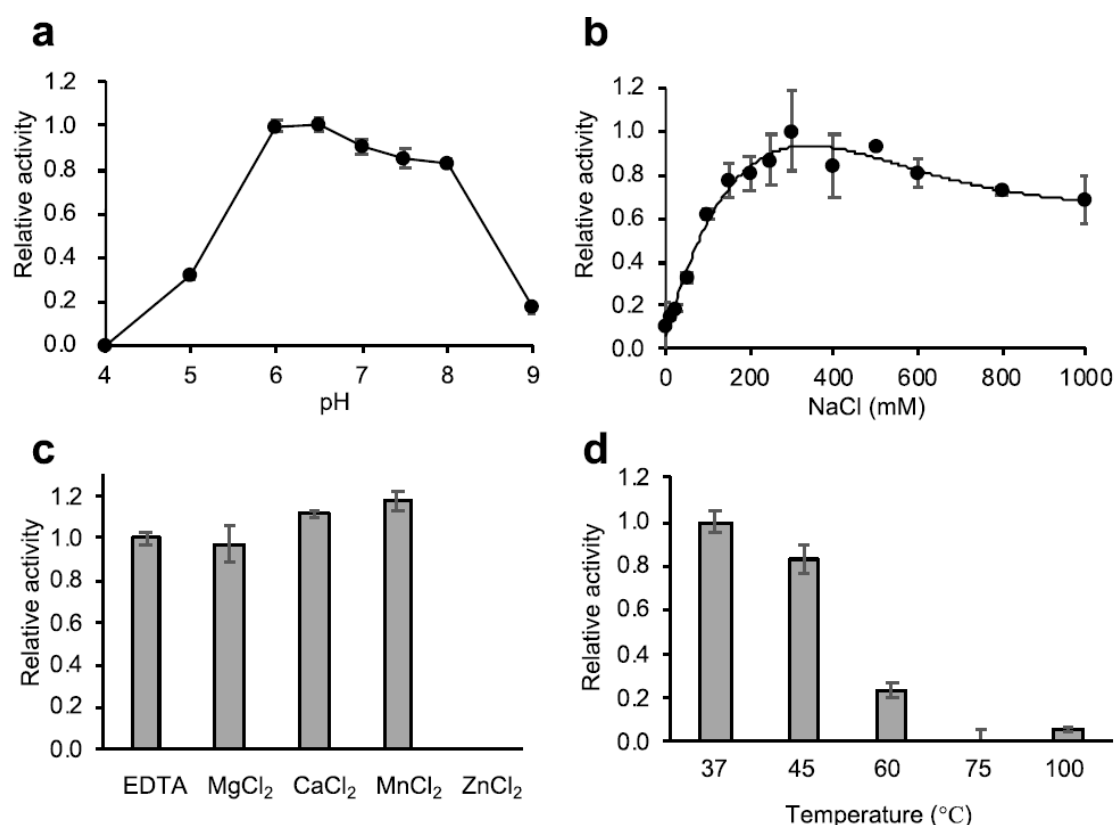 a
Relative activity
1.2
1.0
0.8
0.6
0.4
0.2
0.0
4 5 6 7 8 9
pH
b
Relative activity
1.2
1.0
0.8
0.6
0.4
0.2
0.0
0 200 400 600 800 1000
NaCl (mM)
c
Relative activity
1.2
1.0
0.8
0.6
0.4
0.2
0.0
EDTA MgCl₂ CaCl₂ MnCl₂ ZnCl₂
d
Relative activity
1.2
1.0
0.8
0.6
0.4
0.2
0.0
37 45 60 75 100
Temperature (°C)